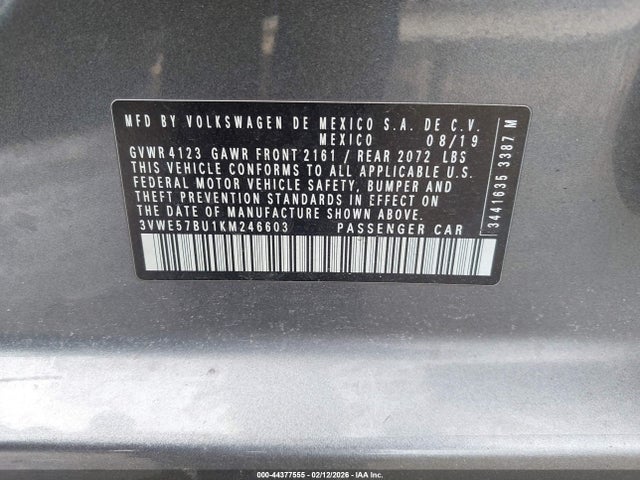 MFD BY VOLKSWAGEN DE MEXICO S.A. DE C.V.
MEXICO 08/19
GVWR 4123 GAWR FRONT 2161 / REAR 2072 LBS
THIS VEHICLE CONFORMS TO ALL APPLICABLE U.S.
FEDERAL MOTOR VEHICLE SAFETY, BUMPER AND
THEFT PREVENTION STANDARDS IN EFFECT ON
THE DATE OF MANUFACTURE SHOWN ABOVE.
3VWE57BU1KM246603 PASSENGER CAR
3441635 3387 M
000-44377555 - 02/12/2026 - IAA Inc.